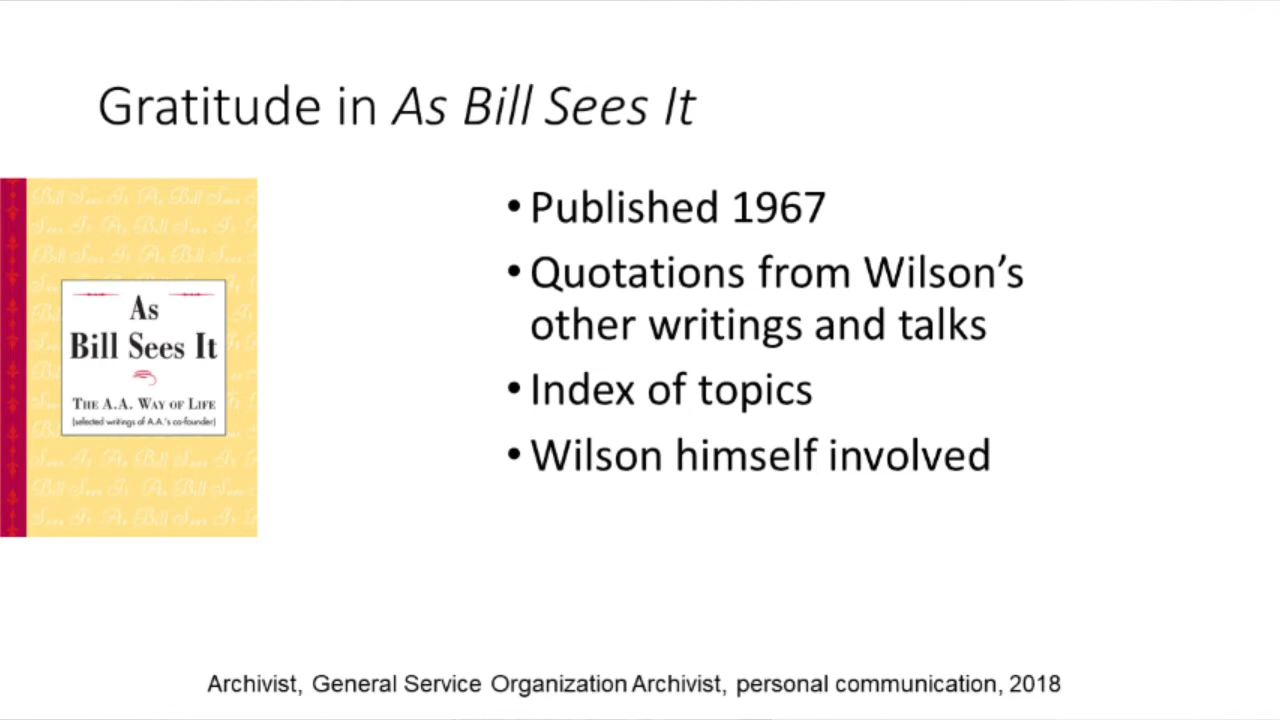 Gratitude in As Bill Sees It
As
Bill Sees It
THE A.A. WAY OF LIFE
(selected writings of A.A.'s co-founder)
• Published 1967
• Quotations from Wilson’s
other writings and talks
• Index of topics
• Wilson himself involved
Archivist, General Service Organization Archivist, personal communication, 2018